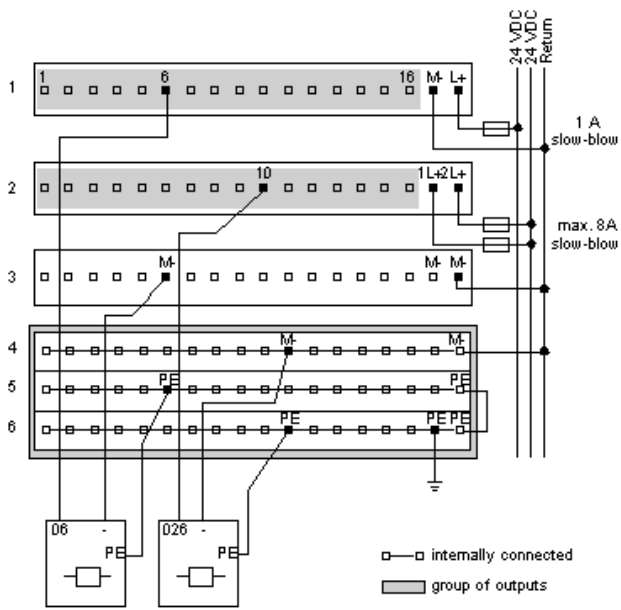 24 VDC
24 VDC
Return
1
1 6 16 M- L+
1 A
slow-blow
2
10 1L+2L+
max. 8A
slow-blow
3
M- M- M-
4
M- M-
5
PE PE
6
PE PE PE
06 -
PE
026 -
PE
internally connected
group of outputs